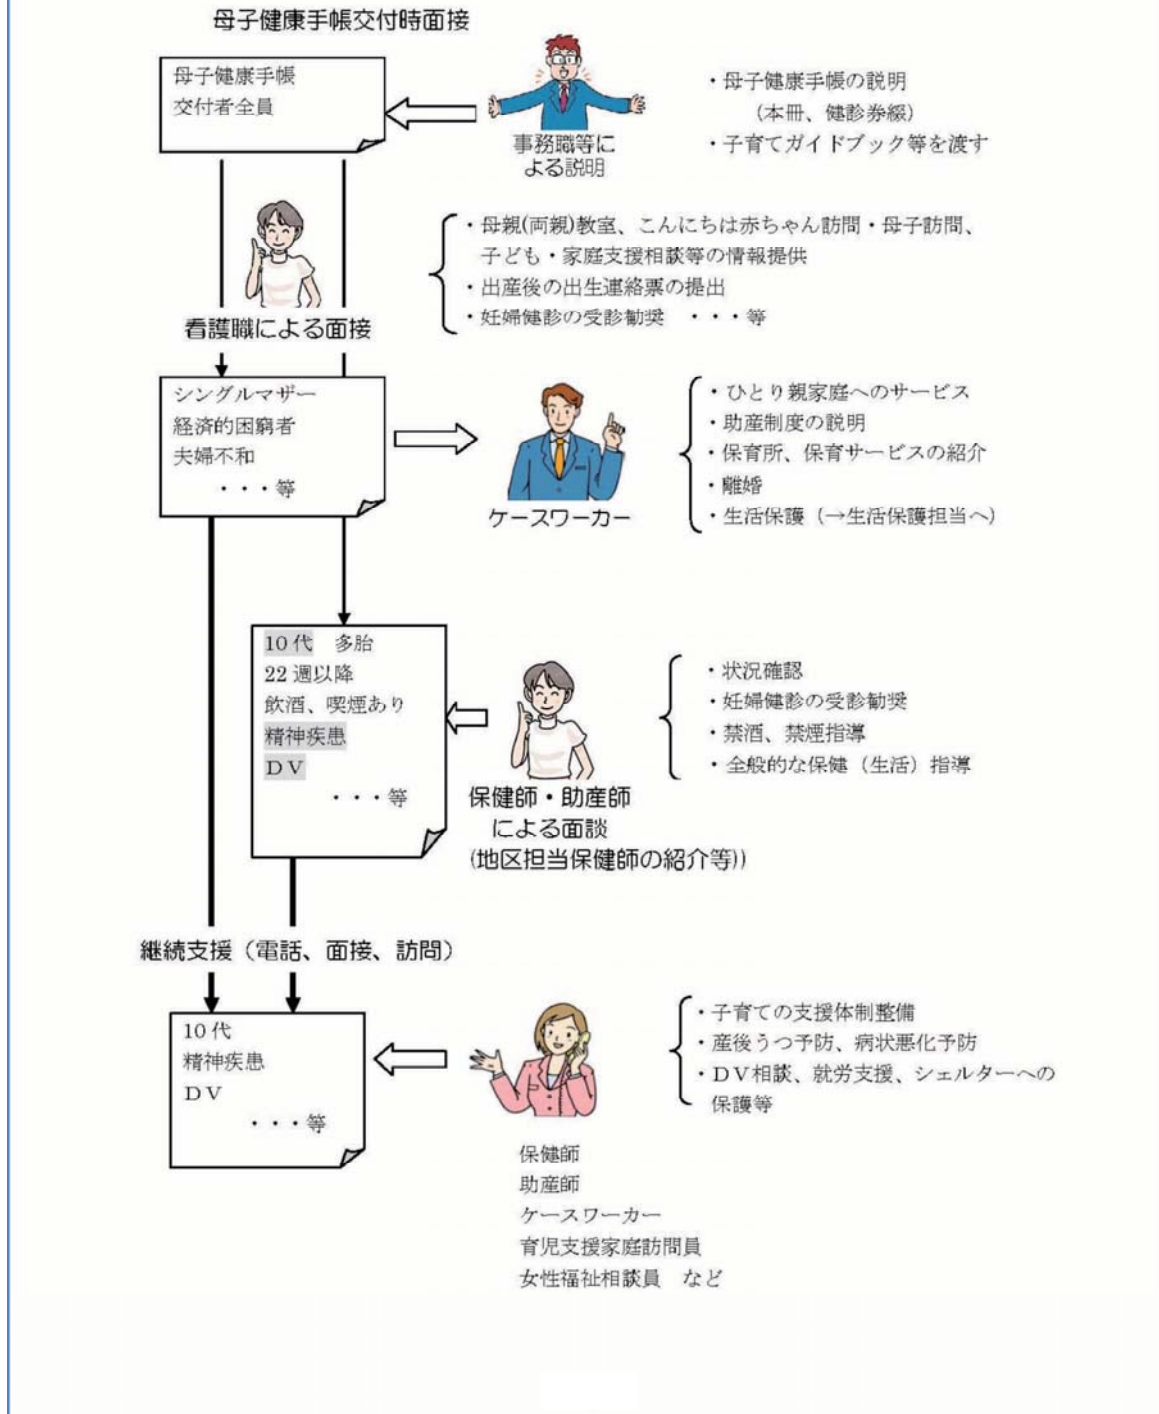 母子健康手帳交付時面接
母子健康手帳
交付者全員
事務職等に
よる説明
・母子健康手帳の説明
（本冊、健診券綴）
・子育てガイドブック等を渡す
看護職による面接
・母親(両親)教室、こんにちは赤ちゃん訪問・母子訪問、
子ども・家庭支援相談等の情報提供
・出産後の出生連絡票の提出
・妊婦健診の受診勧奨　・・・等
シングルマザー
経済的困窮者
夫婦不和
・・・等
ケースワーカー
・ひとり親家庭へのサービス
・助産制度の説明
・保育所、保育サービスの紹介
・離婚
・生活保護（→生活保護担当へ）
10代　多胎
22週以降
飲酒、喫煙あり
精神疾患
ＤＶ
・・・等
保健師・助産師
による面談
(地区担当保健師の紹介等))
・状況確認
・妊婦健診の受診勧奨
・禁酒、禁煙指導
・全般的な保健（生活）指導
継続支援（電話、面接、訪問）
10代
精神疾患
ＤＶ
・・・等
・子育ての支援体制整備
・産後うつ予防、病状悪化予防
・ＤＶ相談、就労支援、シェルターへの
保護等
保健師
助産師
ケースワーカー
育児支援家庭訪問員
女性福祉相談員　など